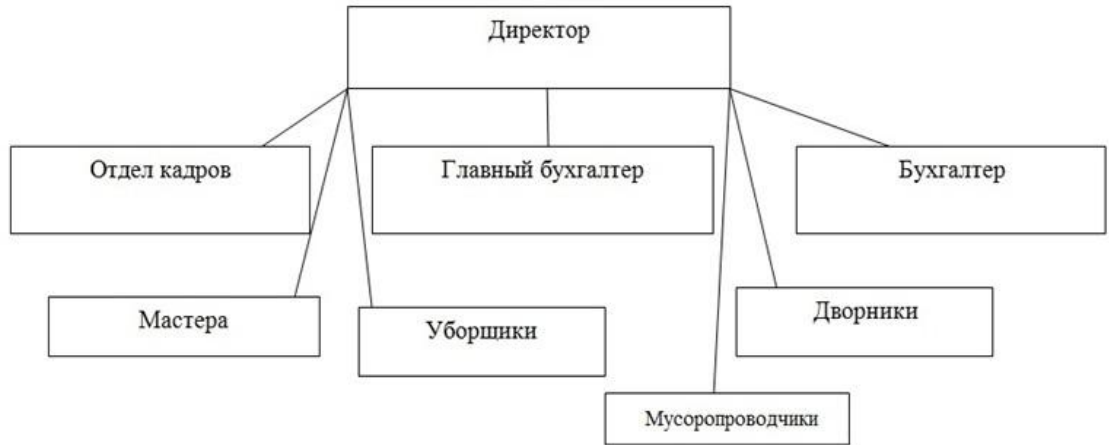 Директор
Отдел кадров
Главный бухгалтер
Бухгалтер
Мастера
Уборщики
Дворники
Мусоропроводчики